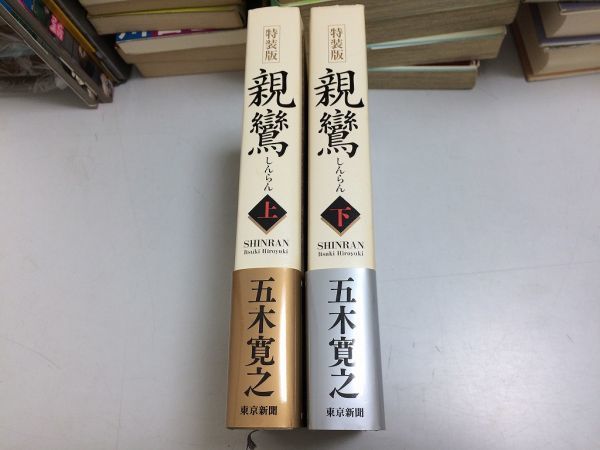 特装版
親鸞
しんらん
上
SHINRAN
Itsuki Hiroyuki
五木寛之
東京新聞
特装版
親鸞
しんらん
下
SHINRAN
Itsuki Hiroyuki
五木寛之
東京新聞